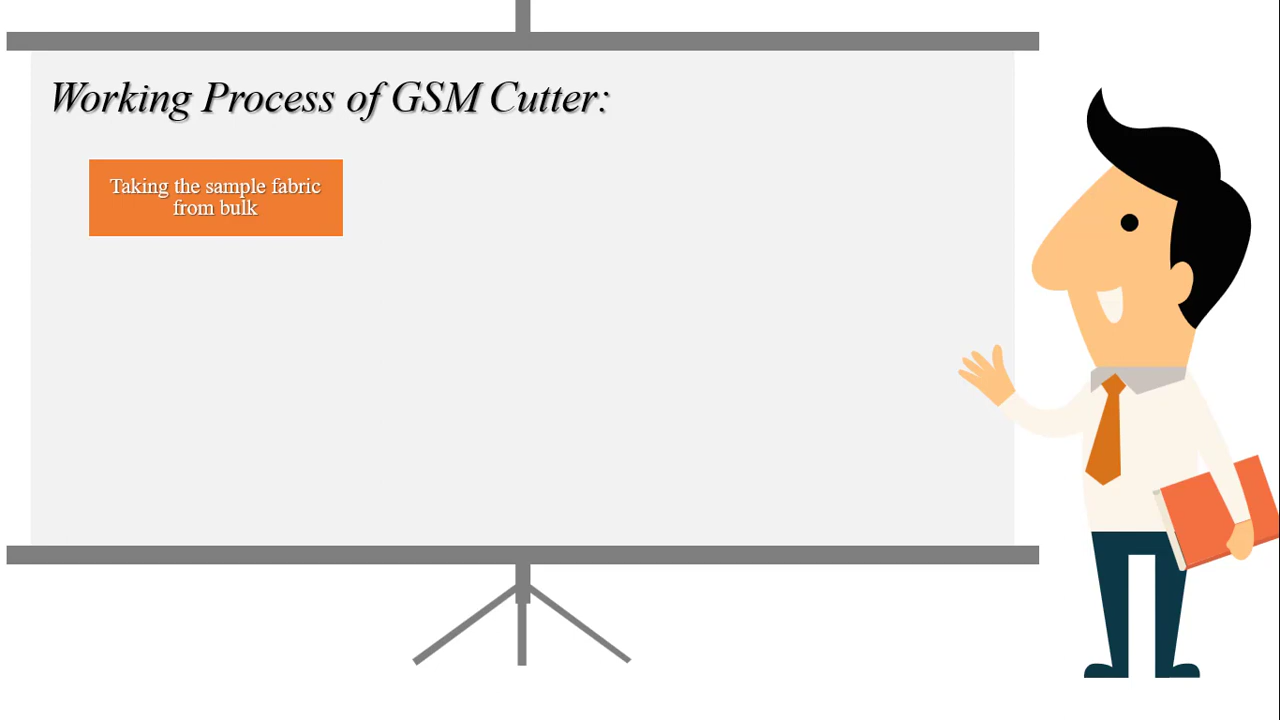 Working Process of GSM Cutter:
Taking the sample fabric
from bulk